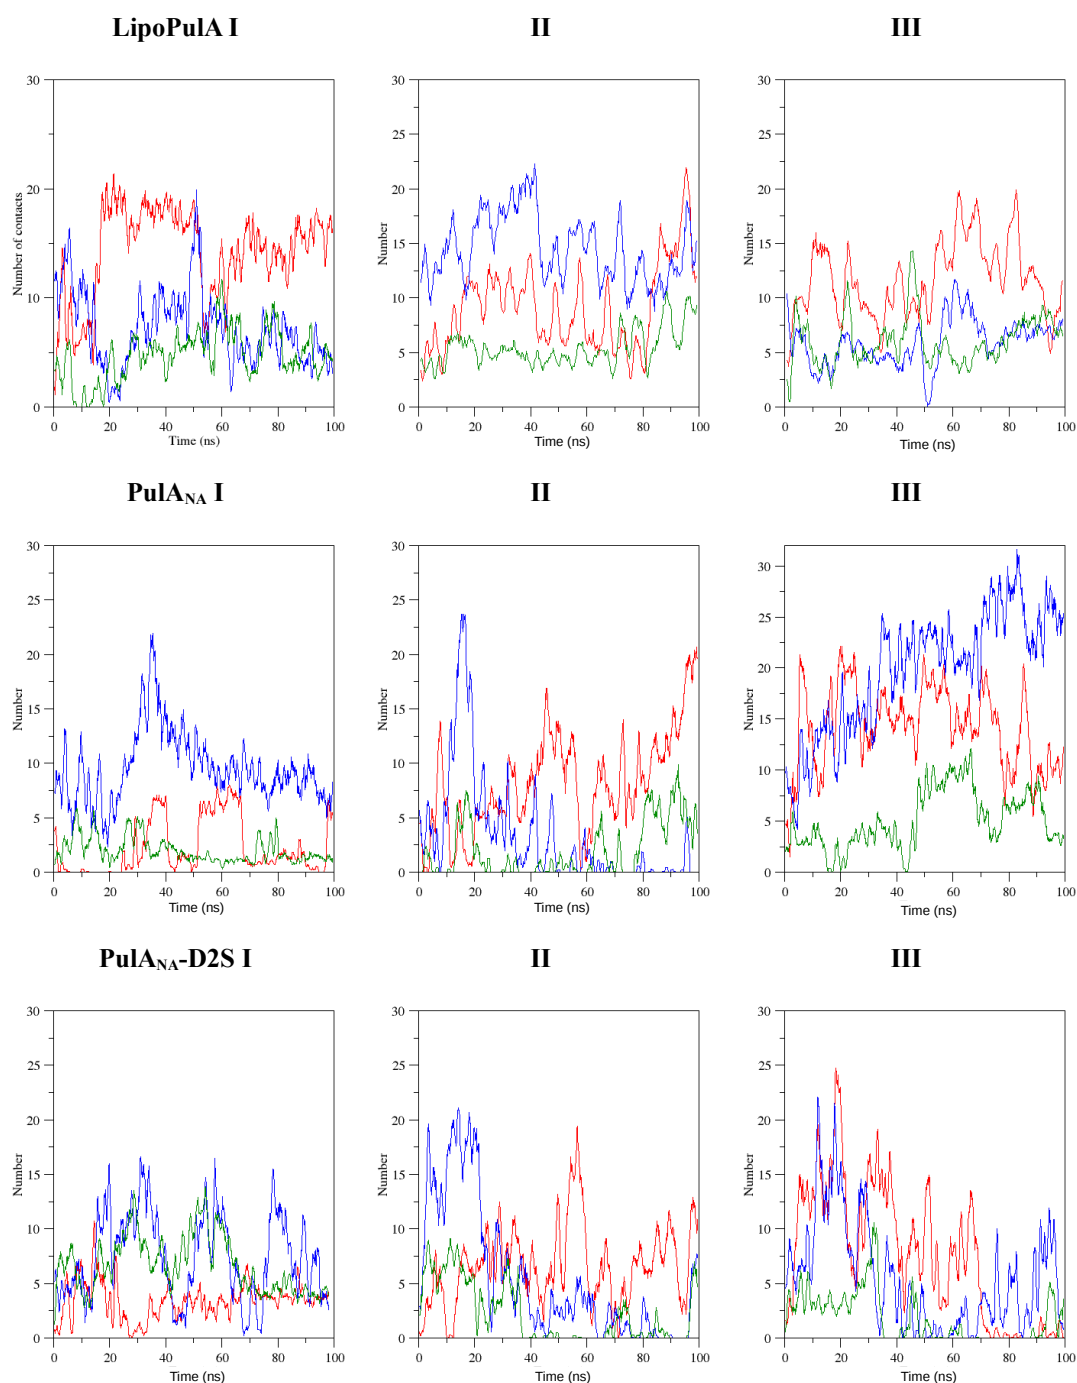 LipoPulA I II III
30 30 30
25 25
20 20 20
15 15
10 10 10
5 5
0 0 0
Number of contacts Number Number
0 20 40 60 80 100 0 20 40 60 80 100 0 20 40 60 80 100
Time (ns) Time (ns) Time (ns)
PulANA I II III
30 30 30
25 25 25
20 20 20
15 15 15
10 10 10
5 5 5
0 0 0
Number Number Number
0 20 40 60 80 100 0 20 40 60 80 100 0 20 40 60 80 100
Time (ns) Time (ns) Time (ns)
PulANA-D2S I II III
30 30 30
25 25 25
20 20 20
15 15 15
10 10 10
5 5 5
0 0 0
Number Number Number
0 20 40 60 80 100 0 20 40 60 80 100 0 20 40 60 80 100
Time (ns) Time (ns) Time (ns)